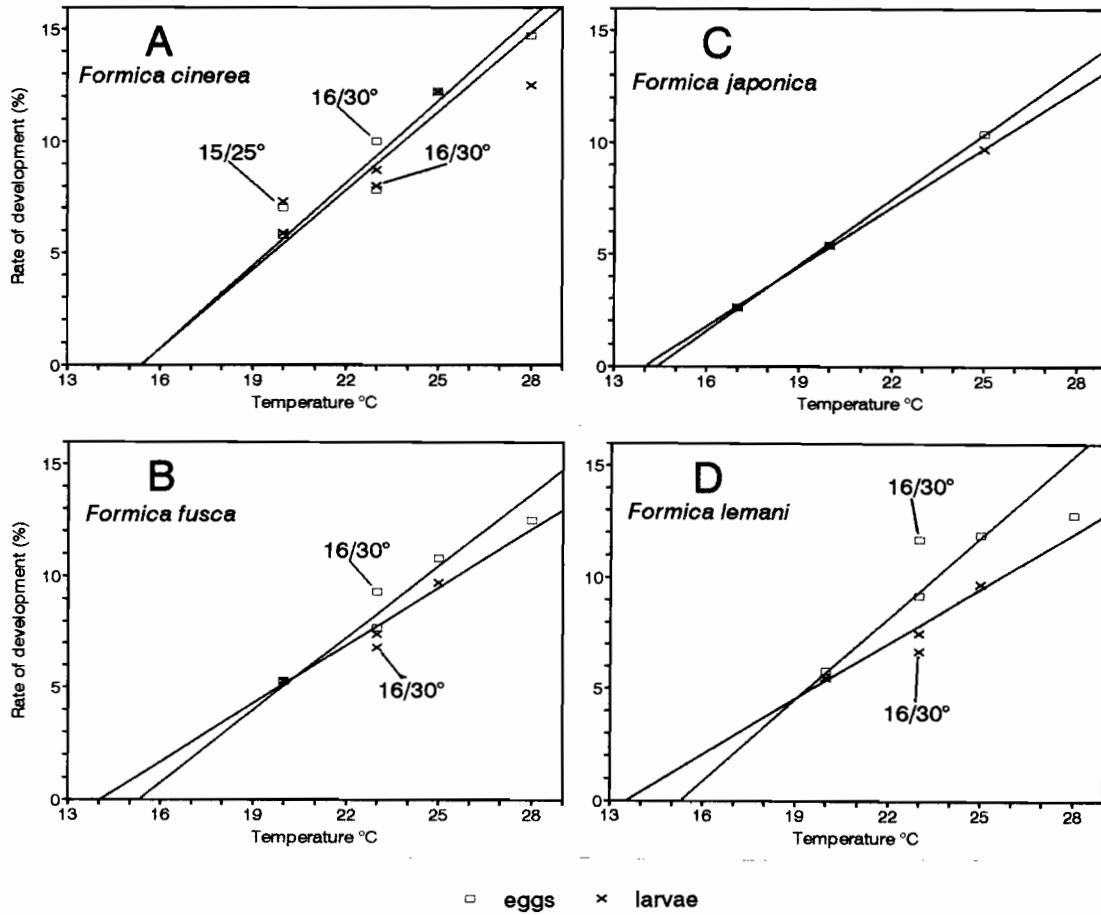 A
Formica cinerea
16/30°
15/25°
16/30°
Rate of development (%)
15
10
5
0
13 16 19 22 25 28
Temperature °C
C
Formica japonica
15
10
5
0
13 16 19 22 25 28
Temperature °C
B
Formica fusca
16/30°
16/30°
Rate of development (%)
15
10
5
0
13 16 19 22 25 28
Temperature °C
D
Formica lemani
16/30°
16/30°
15
10
5
0
13 16 19 22 25 28
Temperature °C
eggs larvae